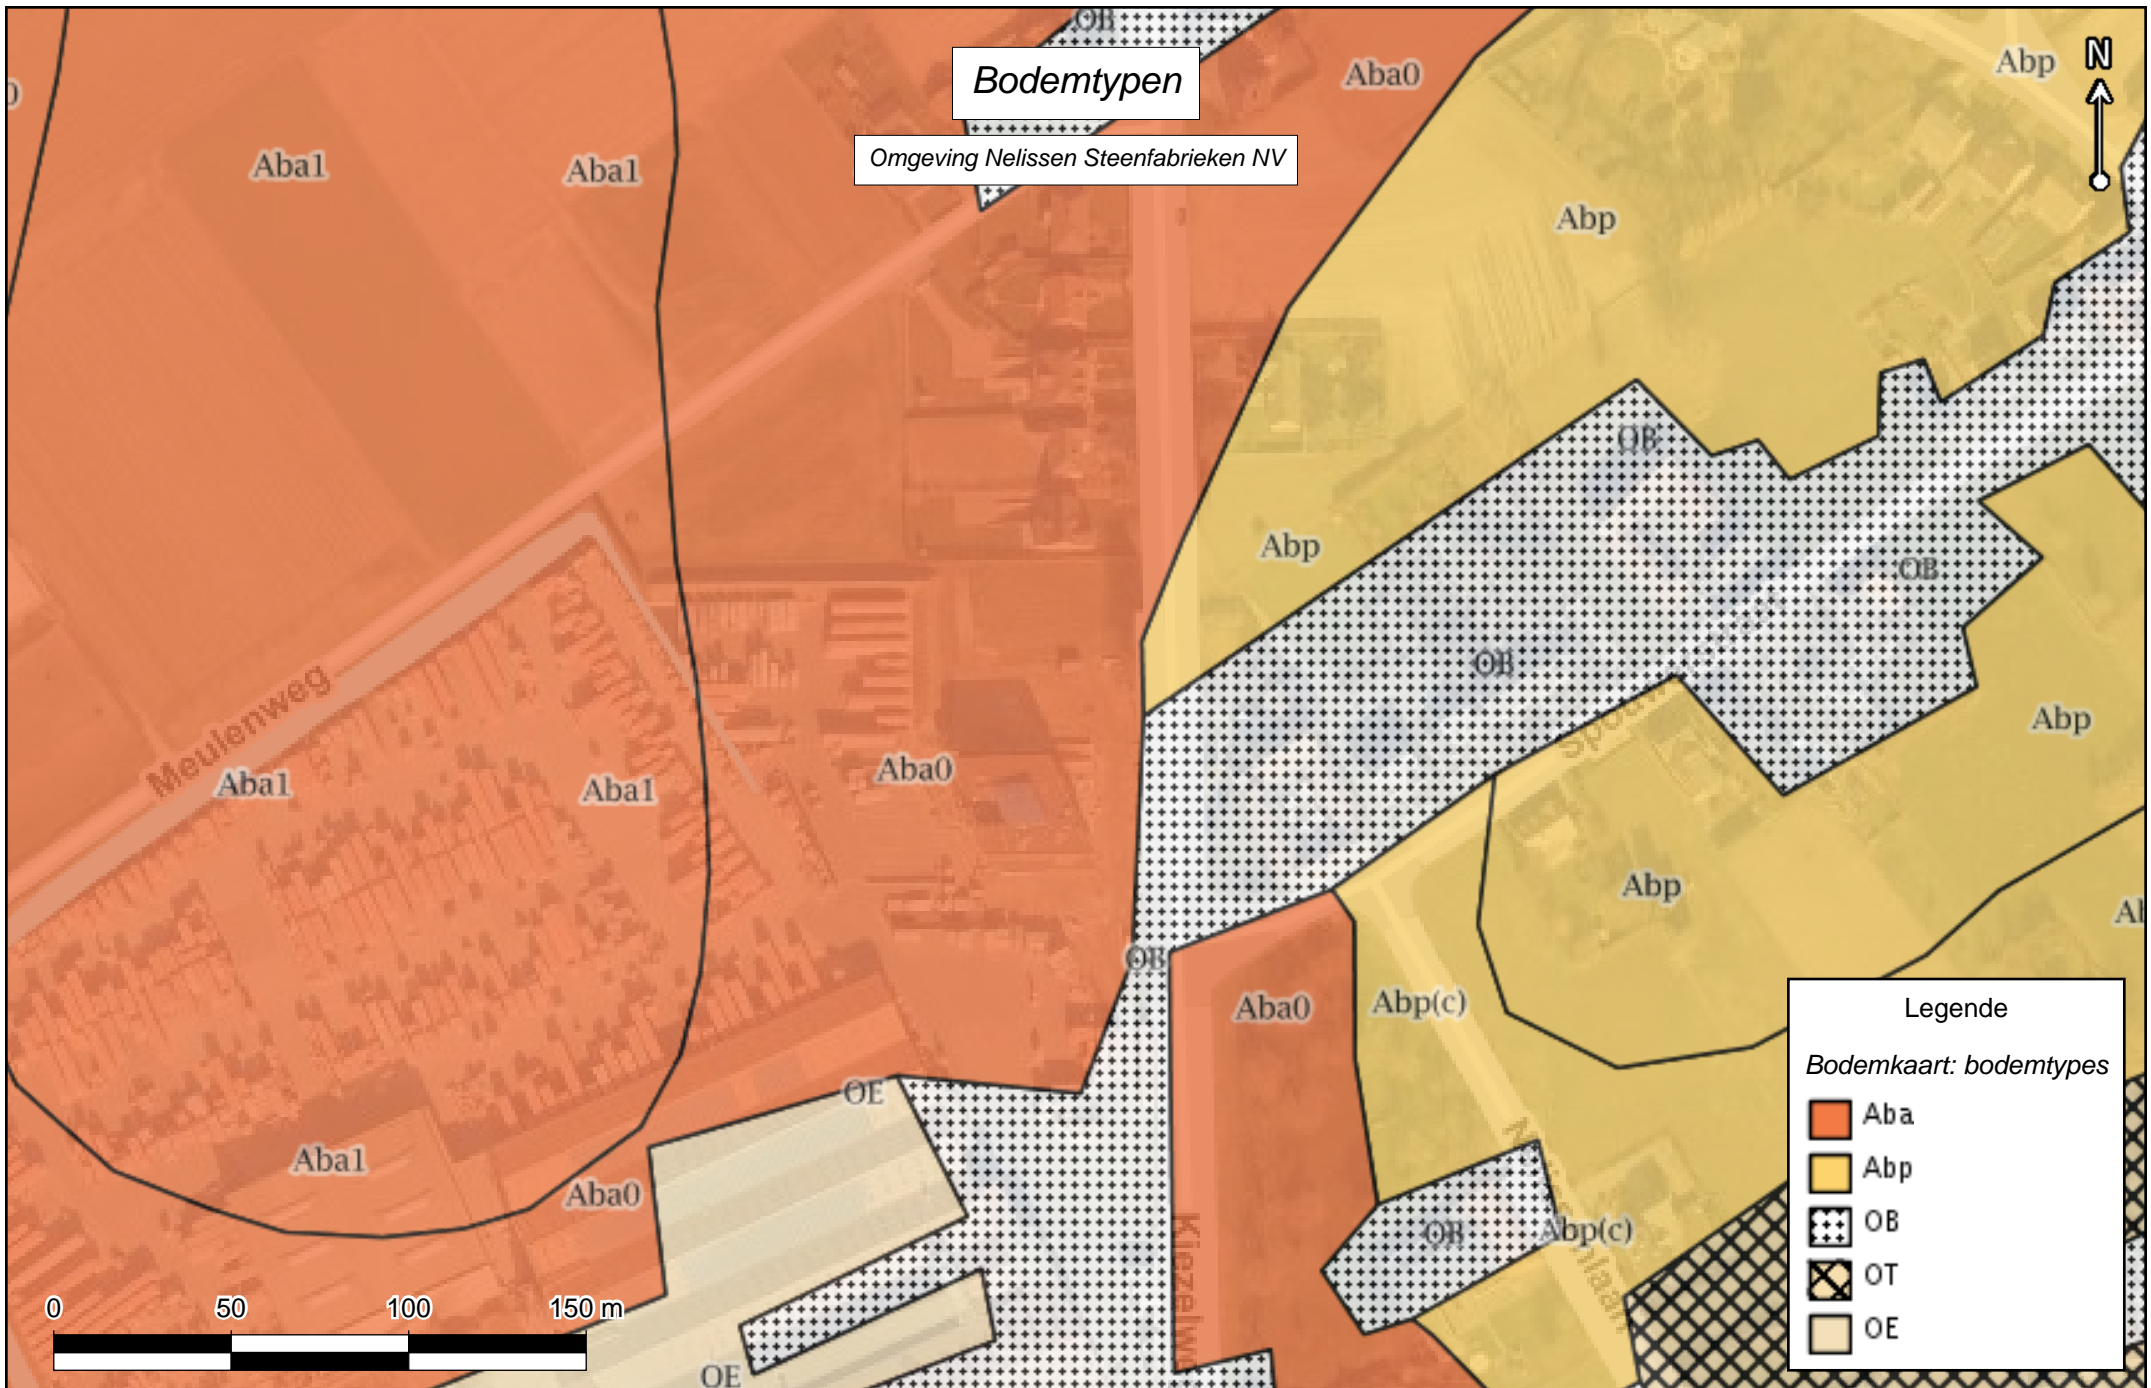 OB
Bodemtypen
Aba0
Abp
N
0
Omgeving Nelissen Steenfabrieken NV
Aba1
Aba1
Abp
OB
Abp
OB
OB
Meulenweg
Abp
Aba1
Aba1
Aba0
Abp
OB
Aba0
Abp(c)
OE
Aba1
Aba0
OB
Abp(c)
OE
0
50
100
150 m
Legende
Bodemkaart: bodemtypes
Aba
Abp
OB
OT
OE